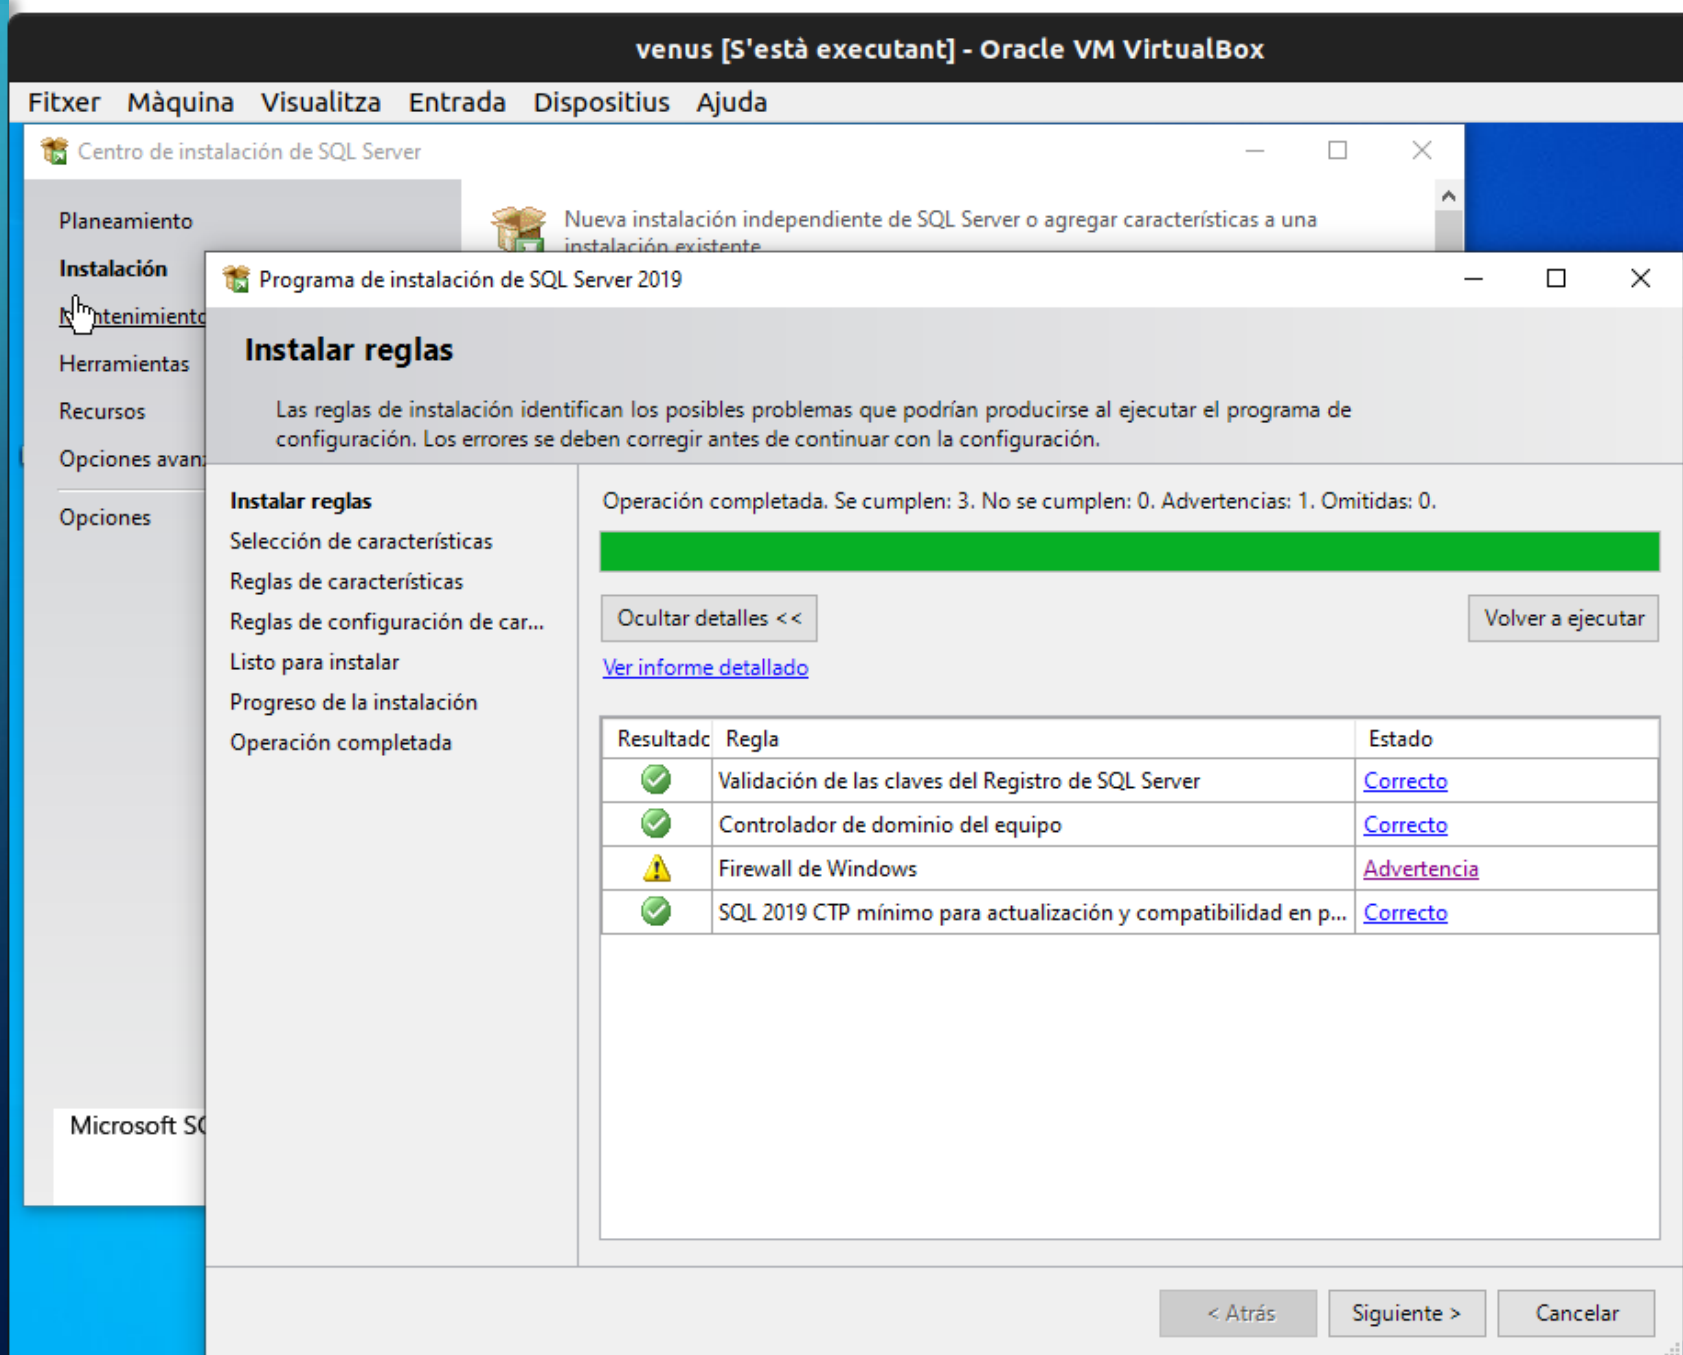 venus [S'està executant] - Oracle VM VirtualBox
Fitxer Màquina Visualitza Entrada Dispositius Ajuda
Centro de instalación de SQL Server
Planeamiento
Instalación
Herramientas
Recursos
Opciones
Nueva instalación independiente de SQL Server o agregar características a una
instalación existente
Programa de instalación de SQL Server 2019
Instalar reglas
Las reglas de instalación identifican los posibles problemas que podrían producirse al ejecutar el programa de
configuración. Los errores se deben corregir antes de continuar con la configuración.
Instalar reglas
Selección de características
Reglas de características
Reglas de configuración de car...
Listo para instalar
Progreso de la instalación
Operación completada
Operación completada. Se cumplen: 3. No se cumplen: 0. Advertencias: 1. Omitidas: 0.
Ocultar detalles <<
Volver a ejecutar
Ver informe detallado
Resultado Regla Estado
Validación de las claves del Registro de SQL Server Correcto
Controlador de dominio del equipo Correcto
Firewall de Windows Advertencia
SQL 2019 CTP mínimo para actualización y compatibilidad en p... Correcto
Microsoft
< Atrás Siguiente > Cancelar